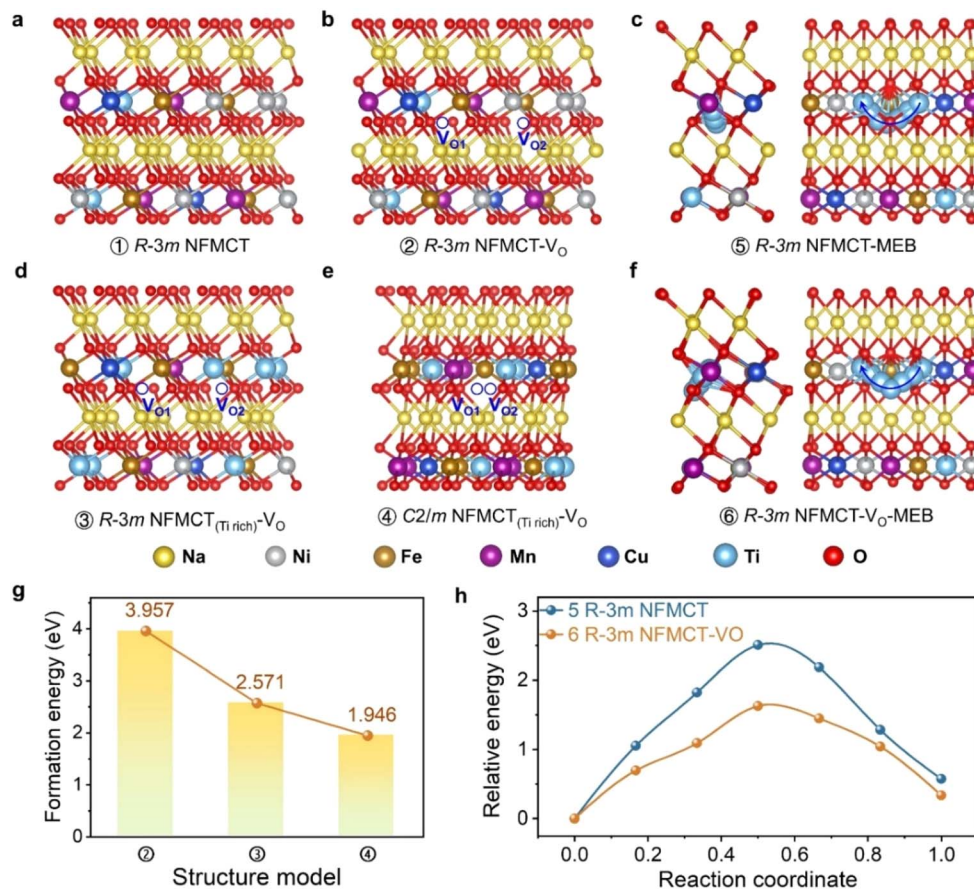 a
b
c
V_O1 V_O2
① R-3m NFMCT
② R-3m NFMCT-V_O
⑤ R-3m NFMCT-MEB
d
e
f
V_O1 V_O2
V_O1 V_O2
③ R-3m NFMCT_(Ti rich)-V_O
④ C2/m NFMCT_(Ti rich)-V_O
⑥ R-3m NFMCT-V_O-MEB
Na Ni Fe Mn Cu Ti O
g
Formation energy (eV)
4
3
2
1
0
3.957
2.571
1.946
② ③ ④
Structure model
h
5 R-3m NFMCT
6 R-3m NFMCT-VO
Relative energy (eV)
3
2
1
0
0.0 0.2 0.4 0.6 0.8 1.0
Reaction coordinate